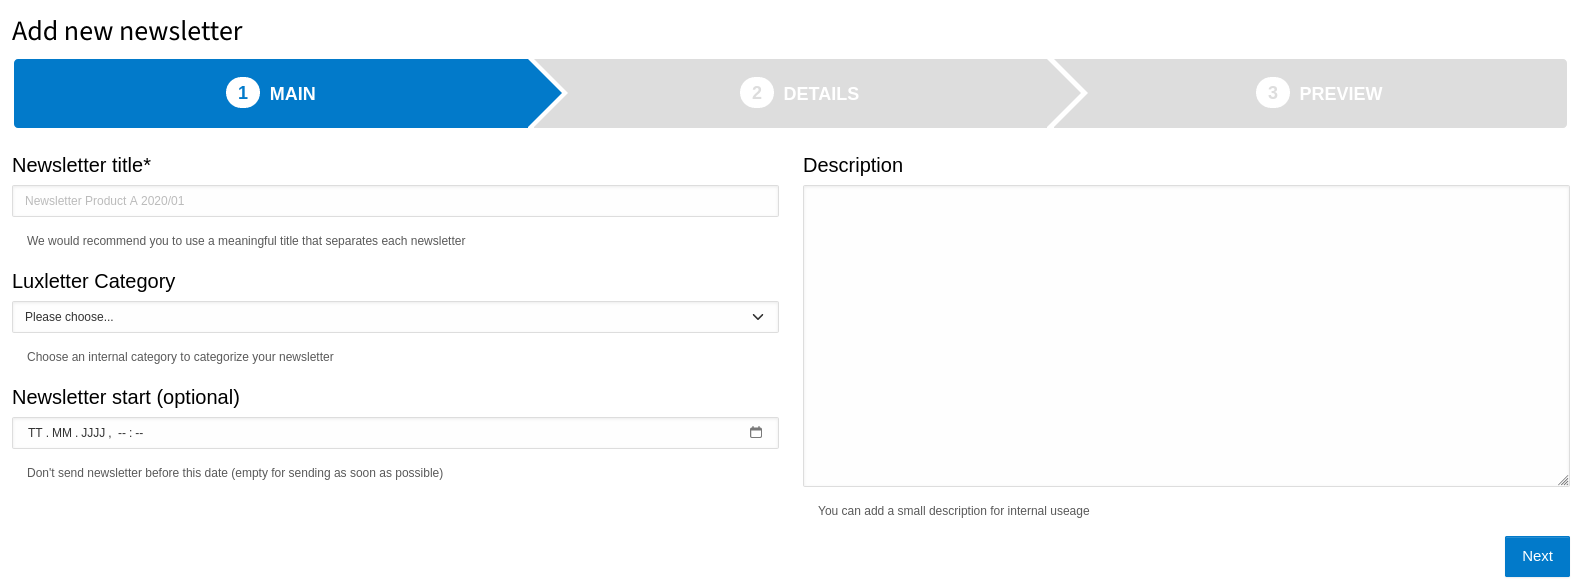 Add new newsletter
1 MAIN
2 DETAILS
3 PREVIEW
Newsletter title*
Newsletter Product A 2020/01
We would recommend you to use a meaningful title that separates each newsletter
Luxletter Category
Please choose...
Choose an internal category to categorize your newsletter
Newsletter start (optional)
TT . MM . JJJJ ,  -- : --
Don't send newsletter before this date (empty for sending as soon as possible)
Description
You can add a small description for internal useage
Next